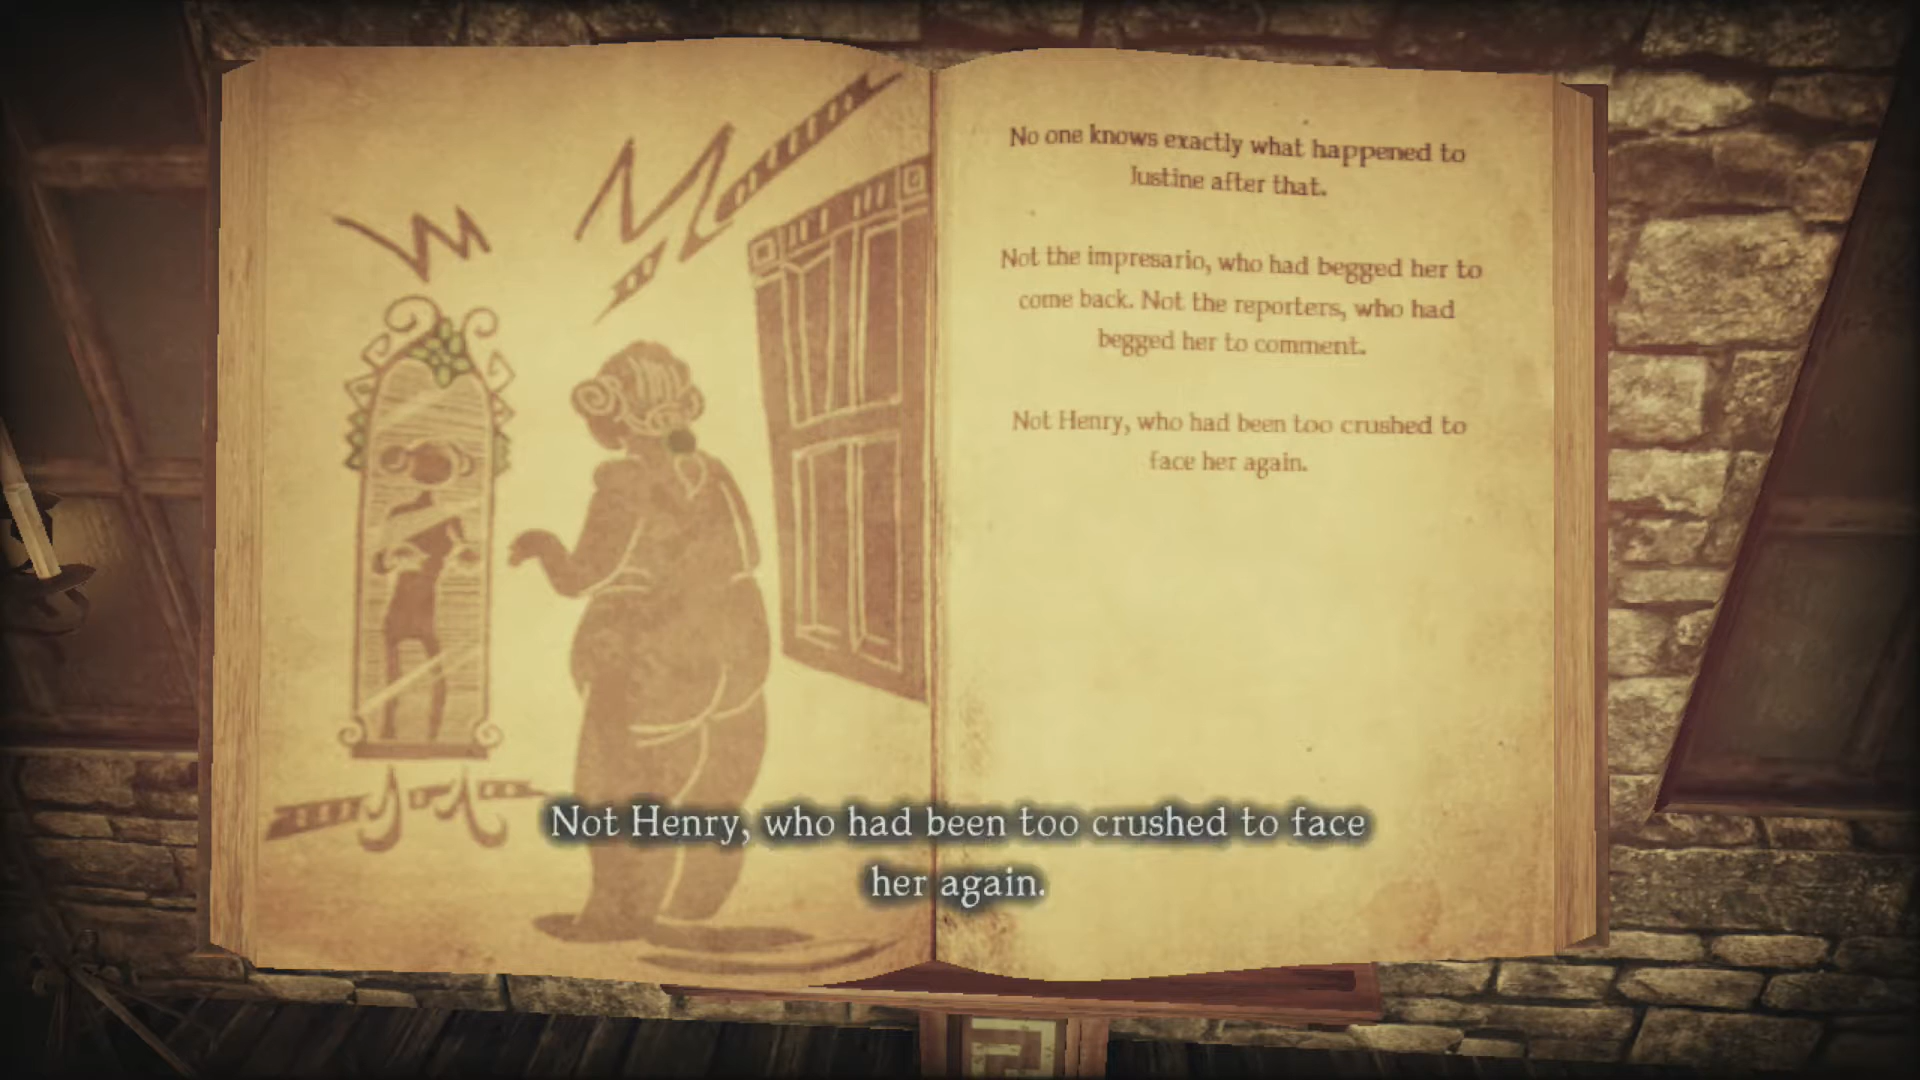 No one knows exactly what happened to
Justine after that.
Not the impresario, who had begged her to
come back. Not the reporters, who had
begged her to comment.
Not Henry, who had been too crushed to
face her again.
Not Henry, who had been too crushed to face
her again.